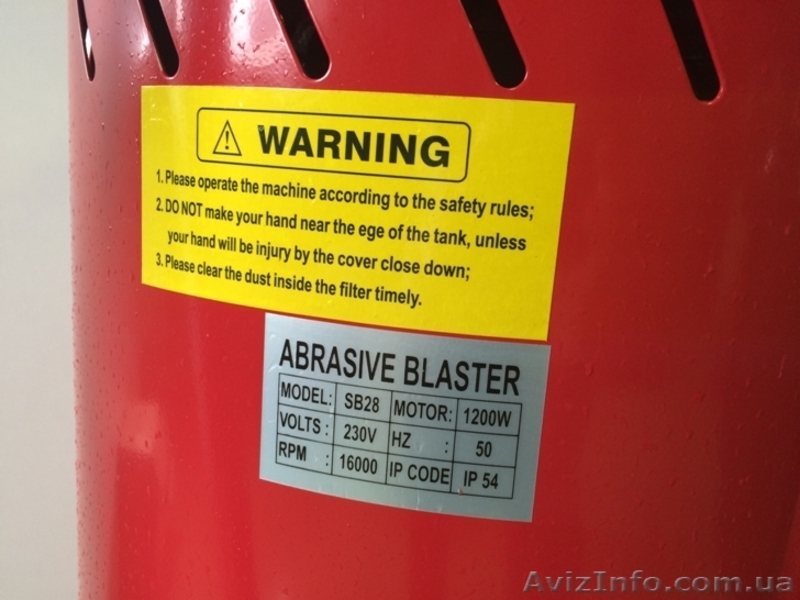 WARNING
1. Please operate the machine according to the safety rules;
2. DO NOT make your hand near the ege of the tank, unless
your hand will be injury by the cover close down;
3. Please clear the dust inside the filter timely.
ABRASIVE BLASTER
MODEL: SB28 MOTOR: 1200W
VOLTS : 230V HZ : 50
RPM : 16000 IP CODE IP 54
AvizInfo.com.ua